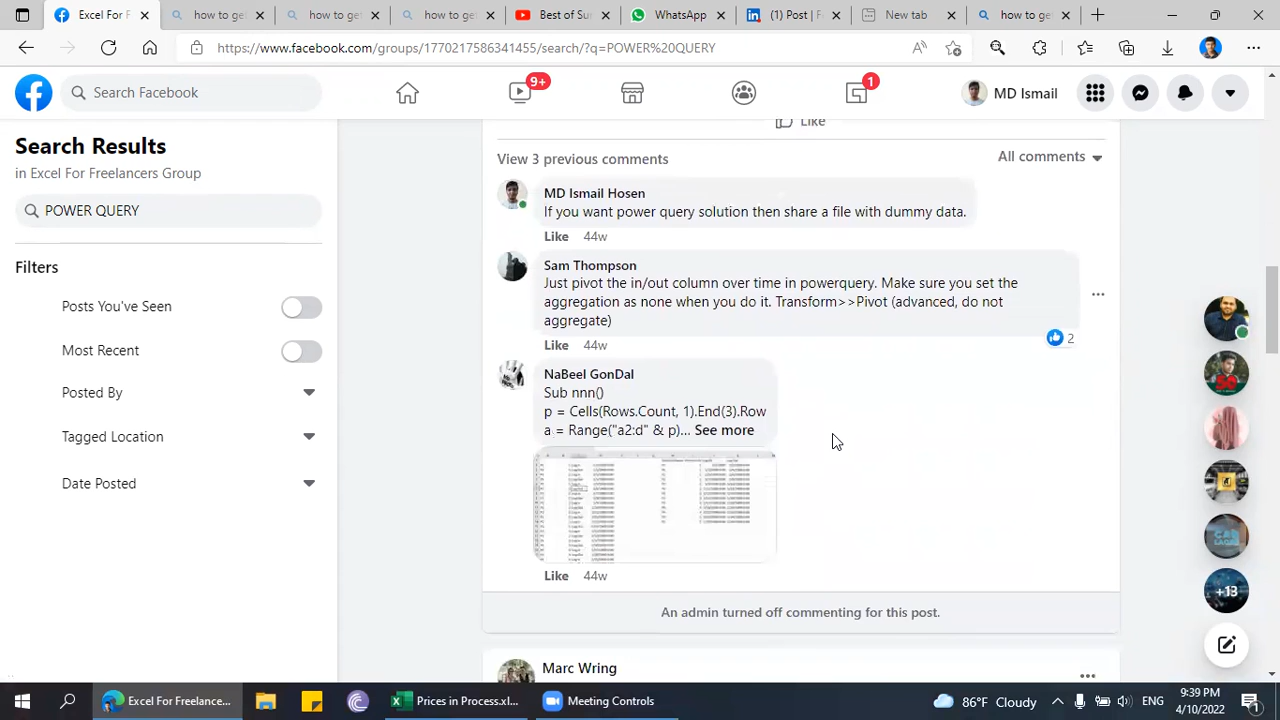 Excel For F
how to ge
how to get
how to get
Best of Su
WhatsApp
(1) Post | F
New tab
how to ge
https://www.facebook.com/groups/1770217586341455/search/?q=POWER%20QUERY
Search Facebook
9+
1
MD Ismail
Search Results
in Excel For Freelancers Group
POWER QUERY
Filters
Posts You've Seen
Most Recent
Posted By
Tagged Location
Date Posted
Like
View 3 previous comments
All comments
MD Ismail Hosen
If you want power query solution then share a file with dummy data.
Like 44w
Sam Thompson
Just pivot the in/out column over time in powerquery. Make sure you set the
aggregation as none when you do it. Transform>>Pivot (advanced, do not
aggregate)
2
Like 44w
NaBeel GonDal
Sub nnn()
p = Cells(Rows.Count, 1).End(3).Row
a = Range("a2:d" & p)... See more
Like 44w
An admin turned off commenting for this post.
Marc Wring
+13
Excel For Freelance...
Prices in Process.xl...
Meeting Controls
86°F Cloudy
ENG
9:39 PM
4/10/2022
1